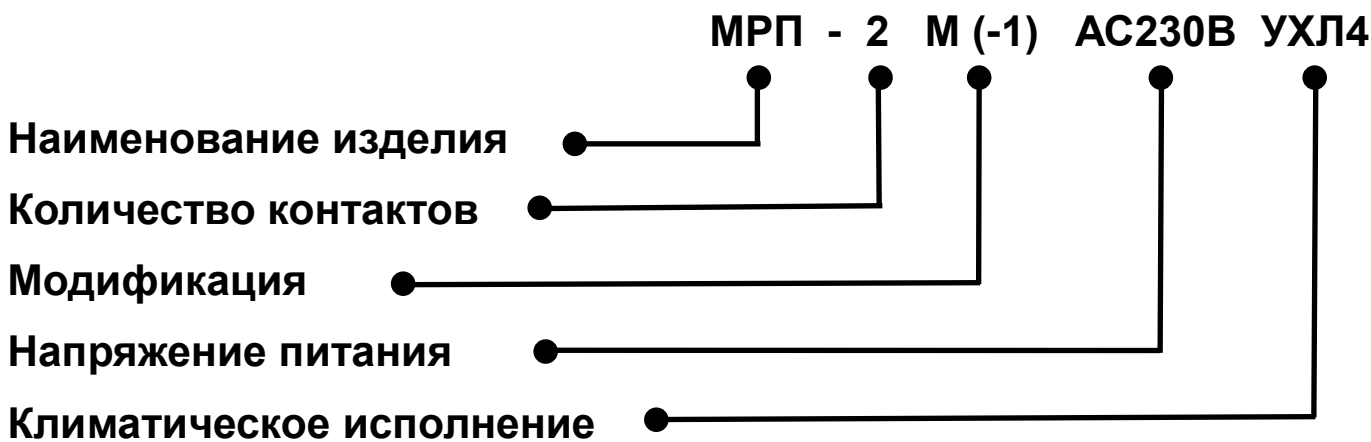 МРП - 2 М (-1) АС230В УХЛ4
Наименование изделия
Количество контактов
Модификация
Напряжение питания
Климатическое исполнение